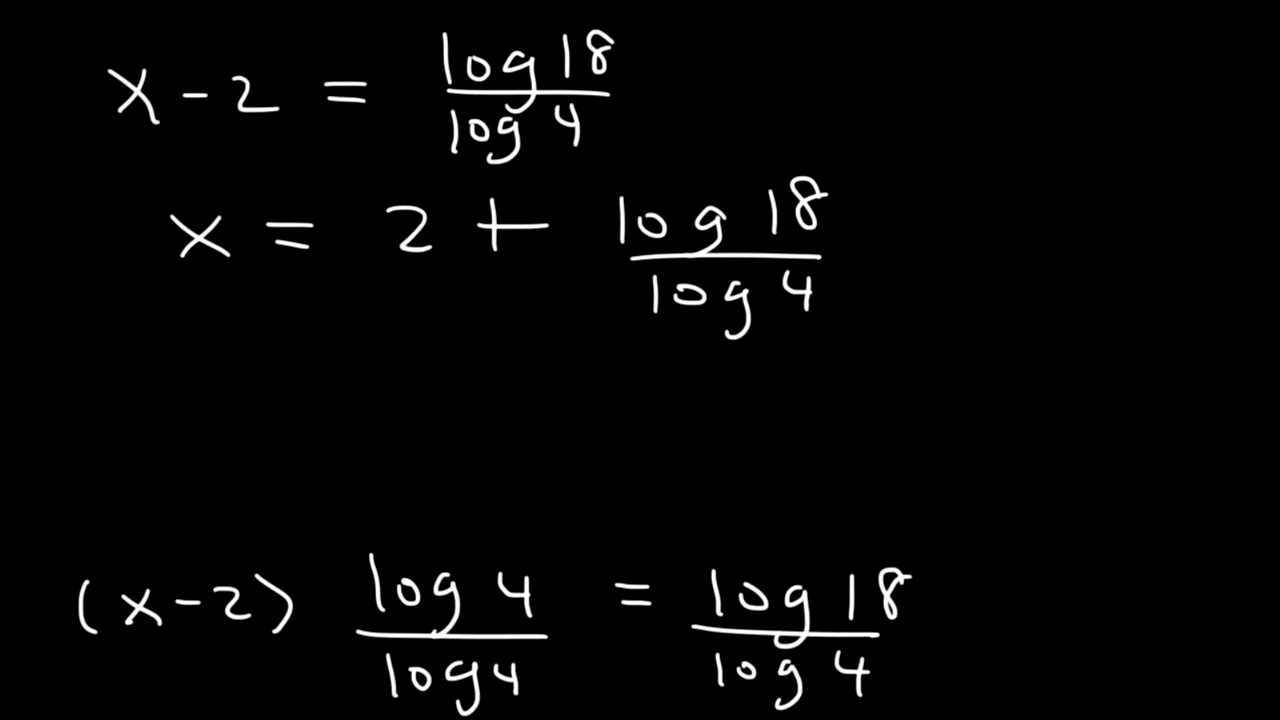 x - 2 = log 18 / log 4
x = 2 + log 18 / log 4
(x - 2) log 4 / log 4 = log 18 / log 4